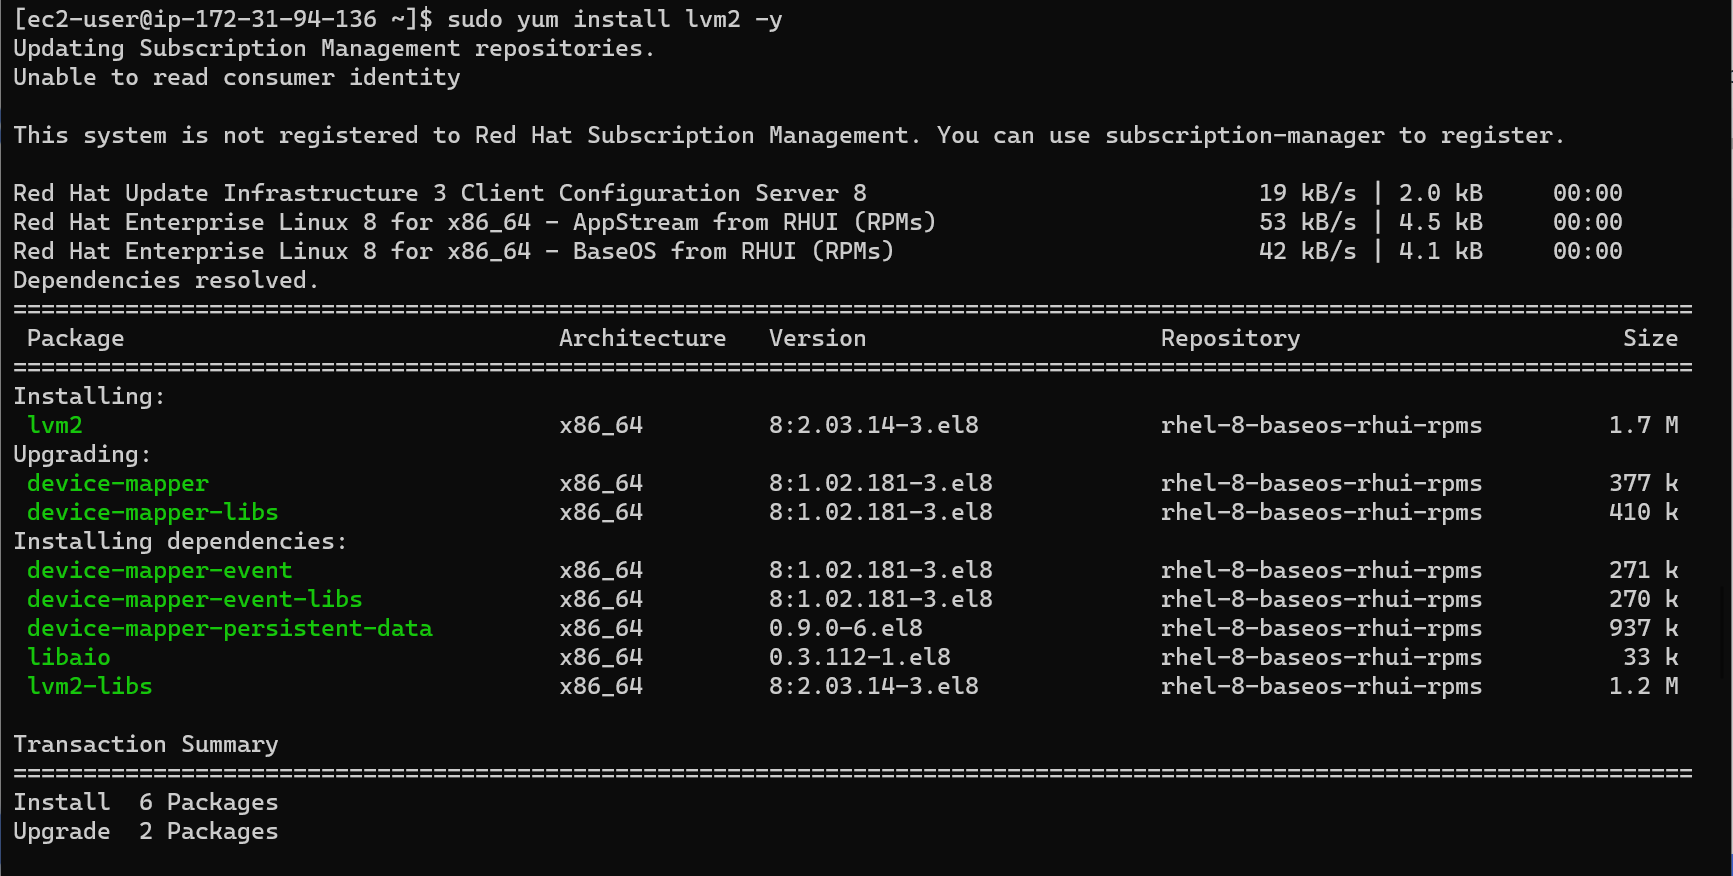 [ec2-user@ip-172-31-94-136 ~]$ sudo yum install lvm2 -y
Updating Subscription Management repositories.
Unable to read consumer identity
This system is not registered to Red Hat Subscription Management. You can use subscription-manager to register.
Red Hat Update Infrastructure 3 Client Configuration Server 8 19 kB/s | 2.0 kB 00:00
Red Hat Enterprise Linux 8 for x86_64 - AppStream from RHUI (RPMs) 53 kB/s | 4.5 kB 00:00
Red Hat Enterprise Linux 8 for x86_64 - BaseOS from RHUI (RPMs) 42 kB/s | 4.1 kB 00:00
Dependencies resolved.
========================================================================================================================
Package Architecture Version Repository Size
========================================================================================================================
Installing:
lvm2 x86_64 8:2.03.14-3.el8 rhel-8-baseos-rhui-rpms 1.7 M
Upgrading:
device-mapper x86_64 8:1.02.181-3.el8 rhel-8-baseos-rhui-rpms 377 k
device-mapper-libs x86_64 8:1.02.181-3.el8 rhel-8-baseos-rhui-rpms 410 k
Installing dependencies:
device-mapper-event x86_64 8:1.02.181-3.el8 rhel-8-baseos-rhui-rpms 271 k
device-mapper-event-libs x86_64 8:1.02.181-3.el8 rhel-8-baseos-rhui-rpms 270 k
device-mapper-persistent-data x86_64 0.9.0-6.el8 rhel-8-baseos-rhui-rpms 937 k
libaio x86_64 0.3.112-1.el8 rhel-8-baseos-rhui-rpms 33 k
lvm2-libs x86_64 8:2.03.14-3.el8 rhel-8-baseos-rhui-rpms 1.2 M
Transaction Summary
========================================================================================================================
Install 6 Packages
Upgrade 2 Packages